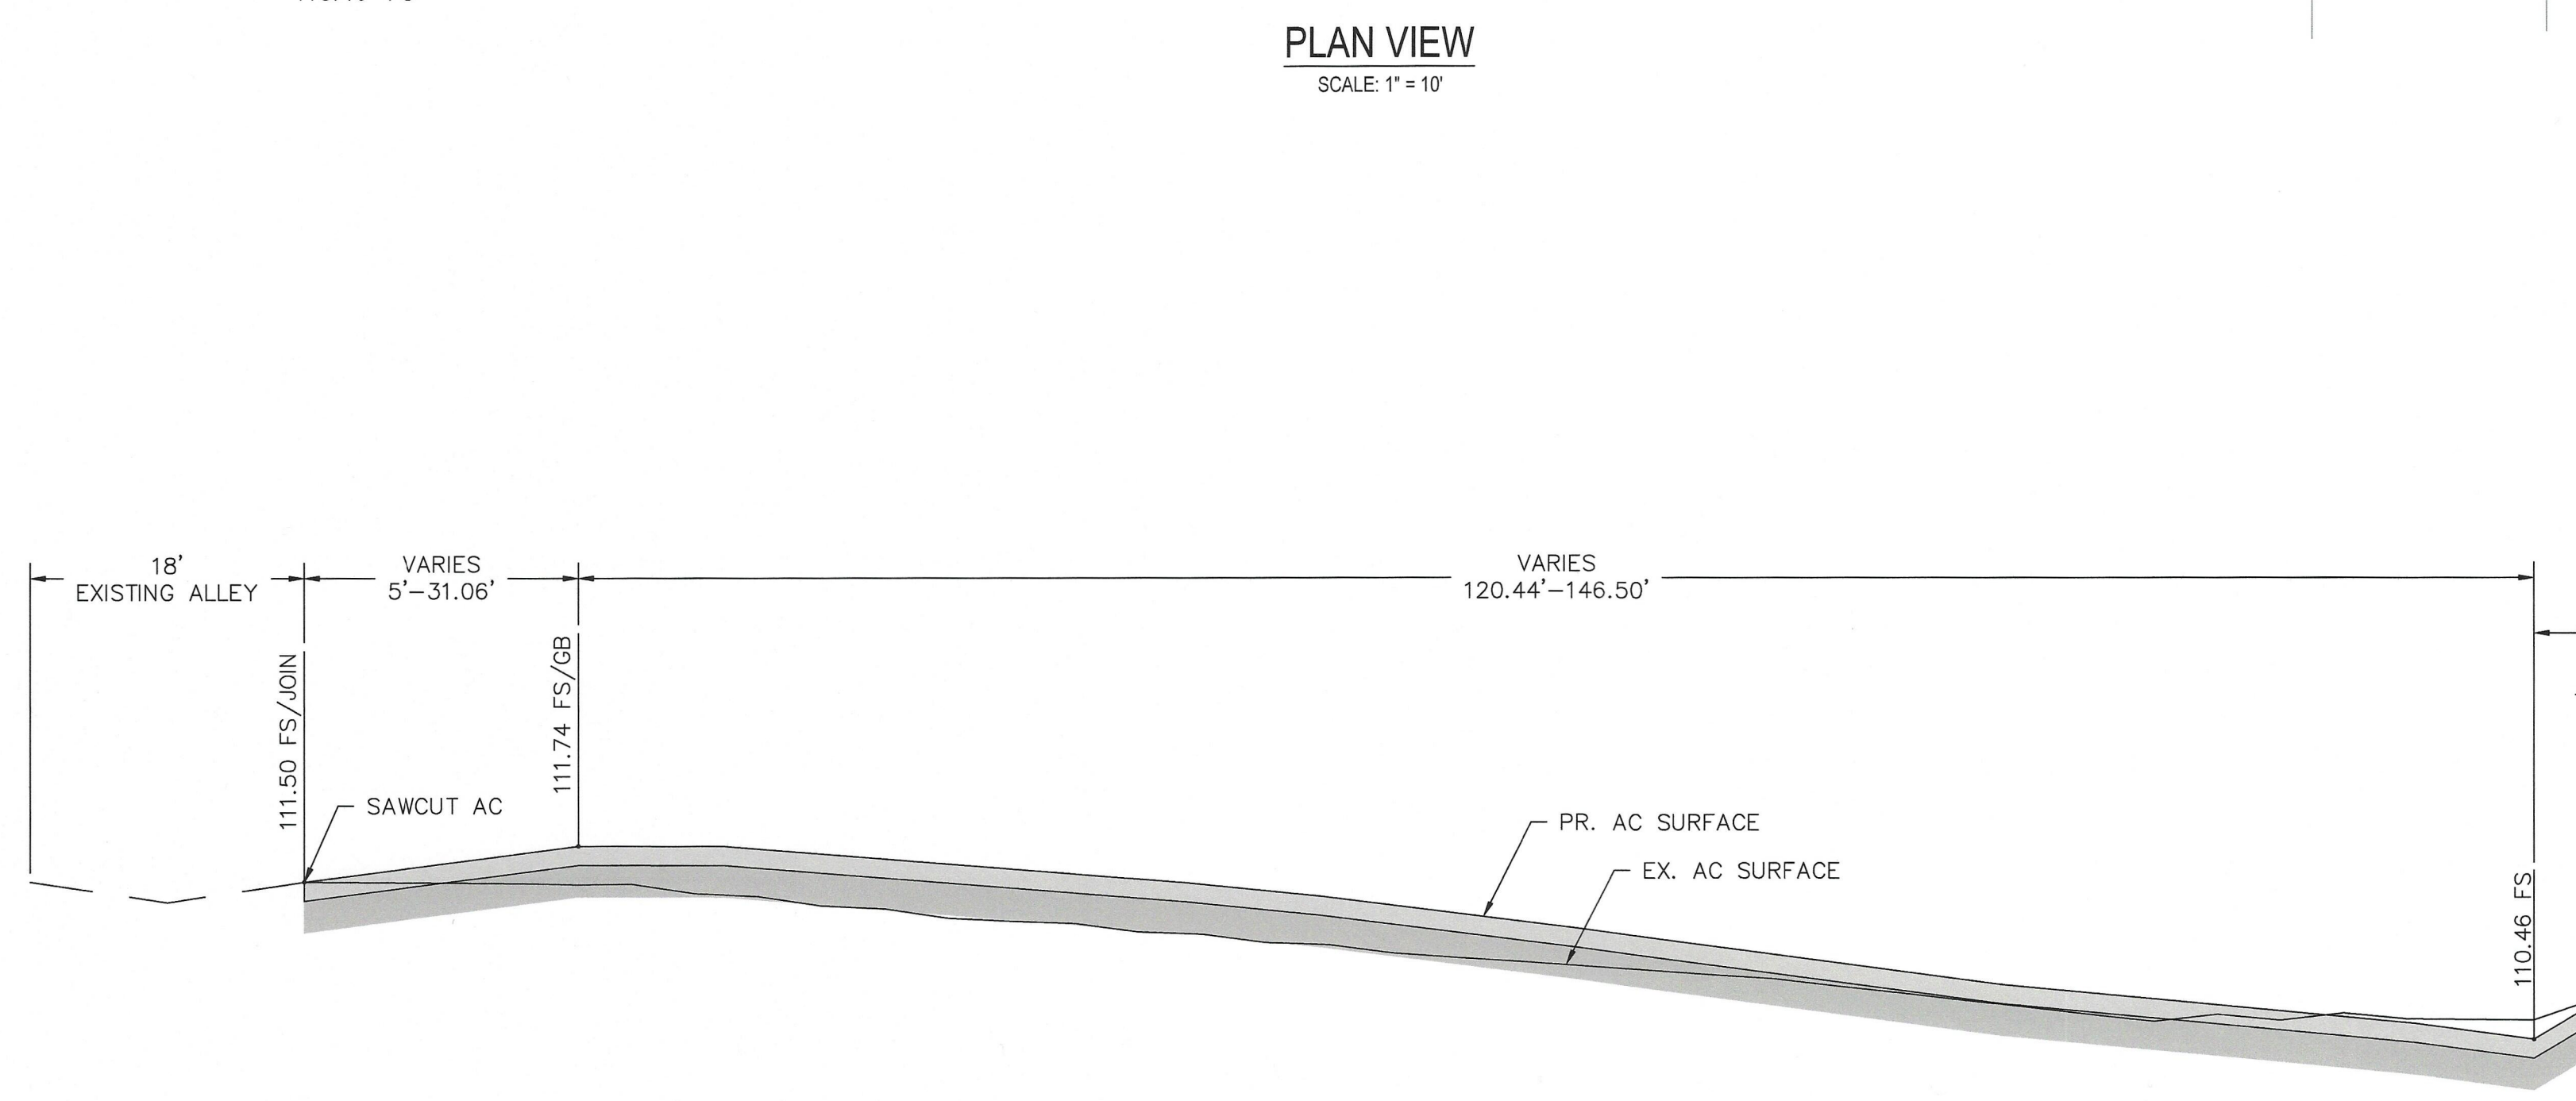 PLAN VIEW
SCALE: 1" = 10'
18'
EXISTING ALLEY
VARIES
5'-31.06'
VARIES
120.44'-146.50'
111.50 FS/JOIN
111.74 FS/GB
SAWCUT AC
PR. AC SURFACE
EX. AC SURFACE
110.46 FS